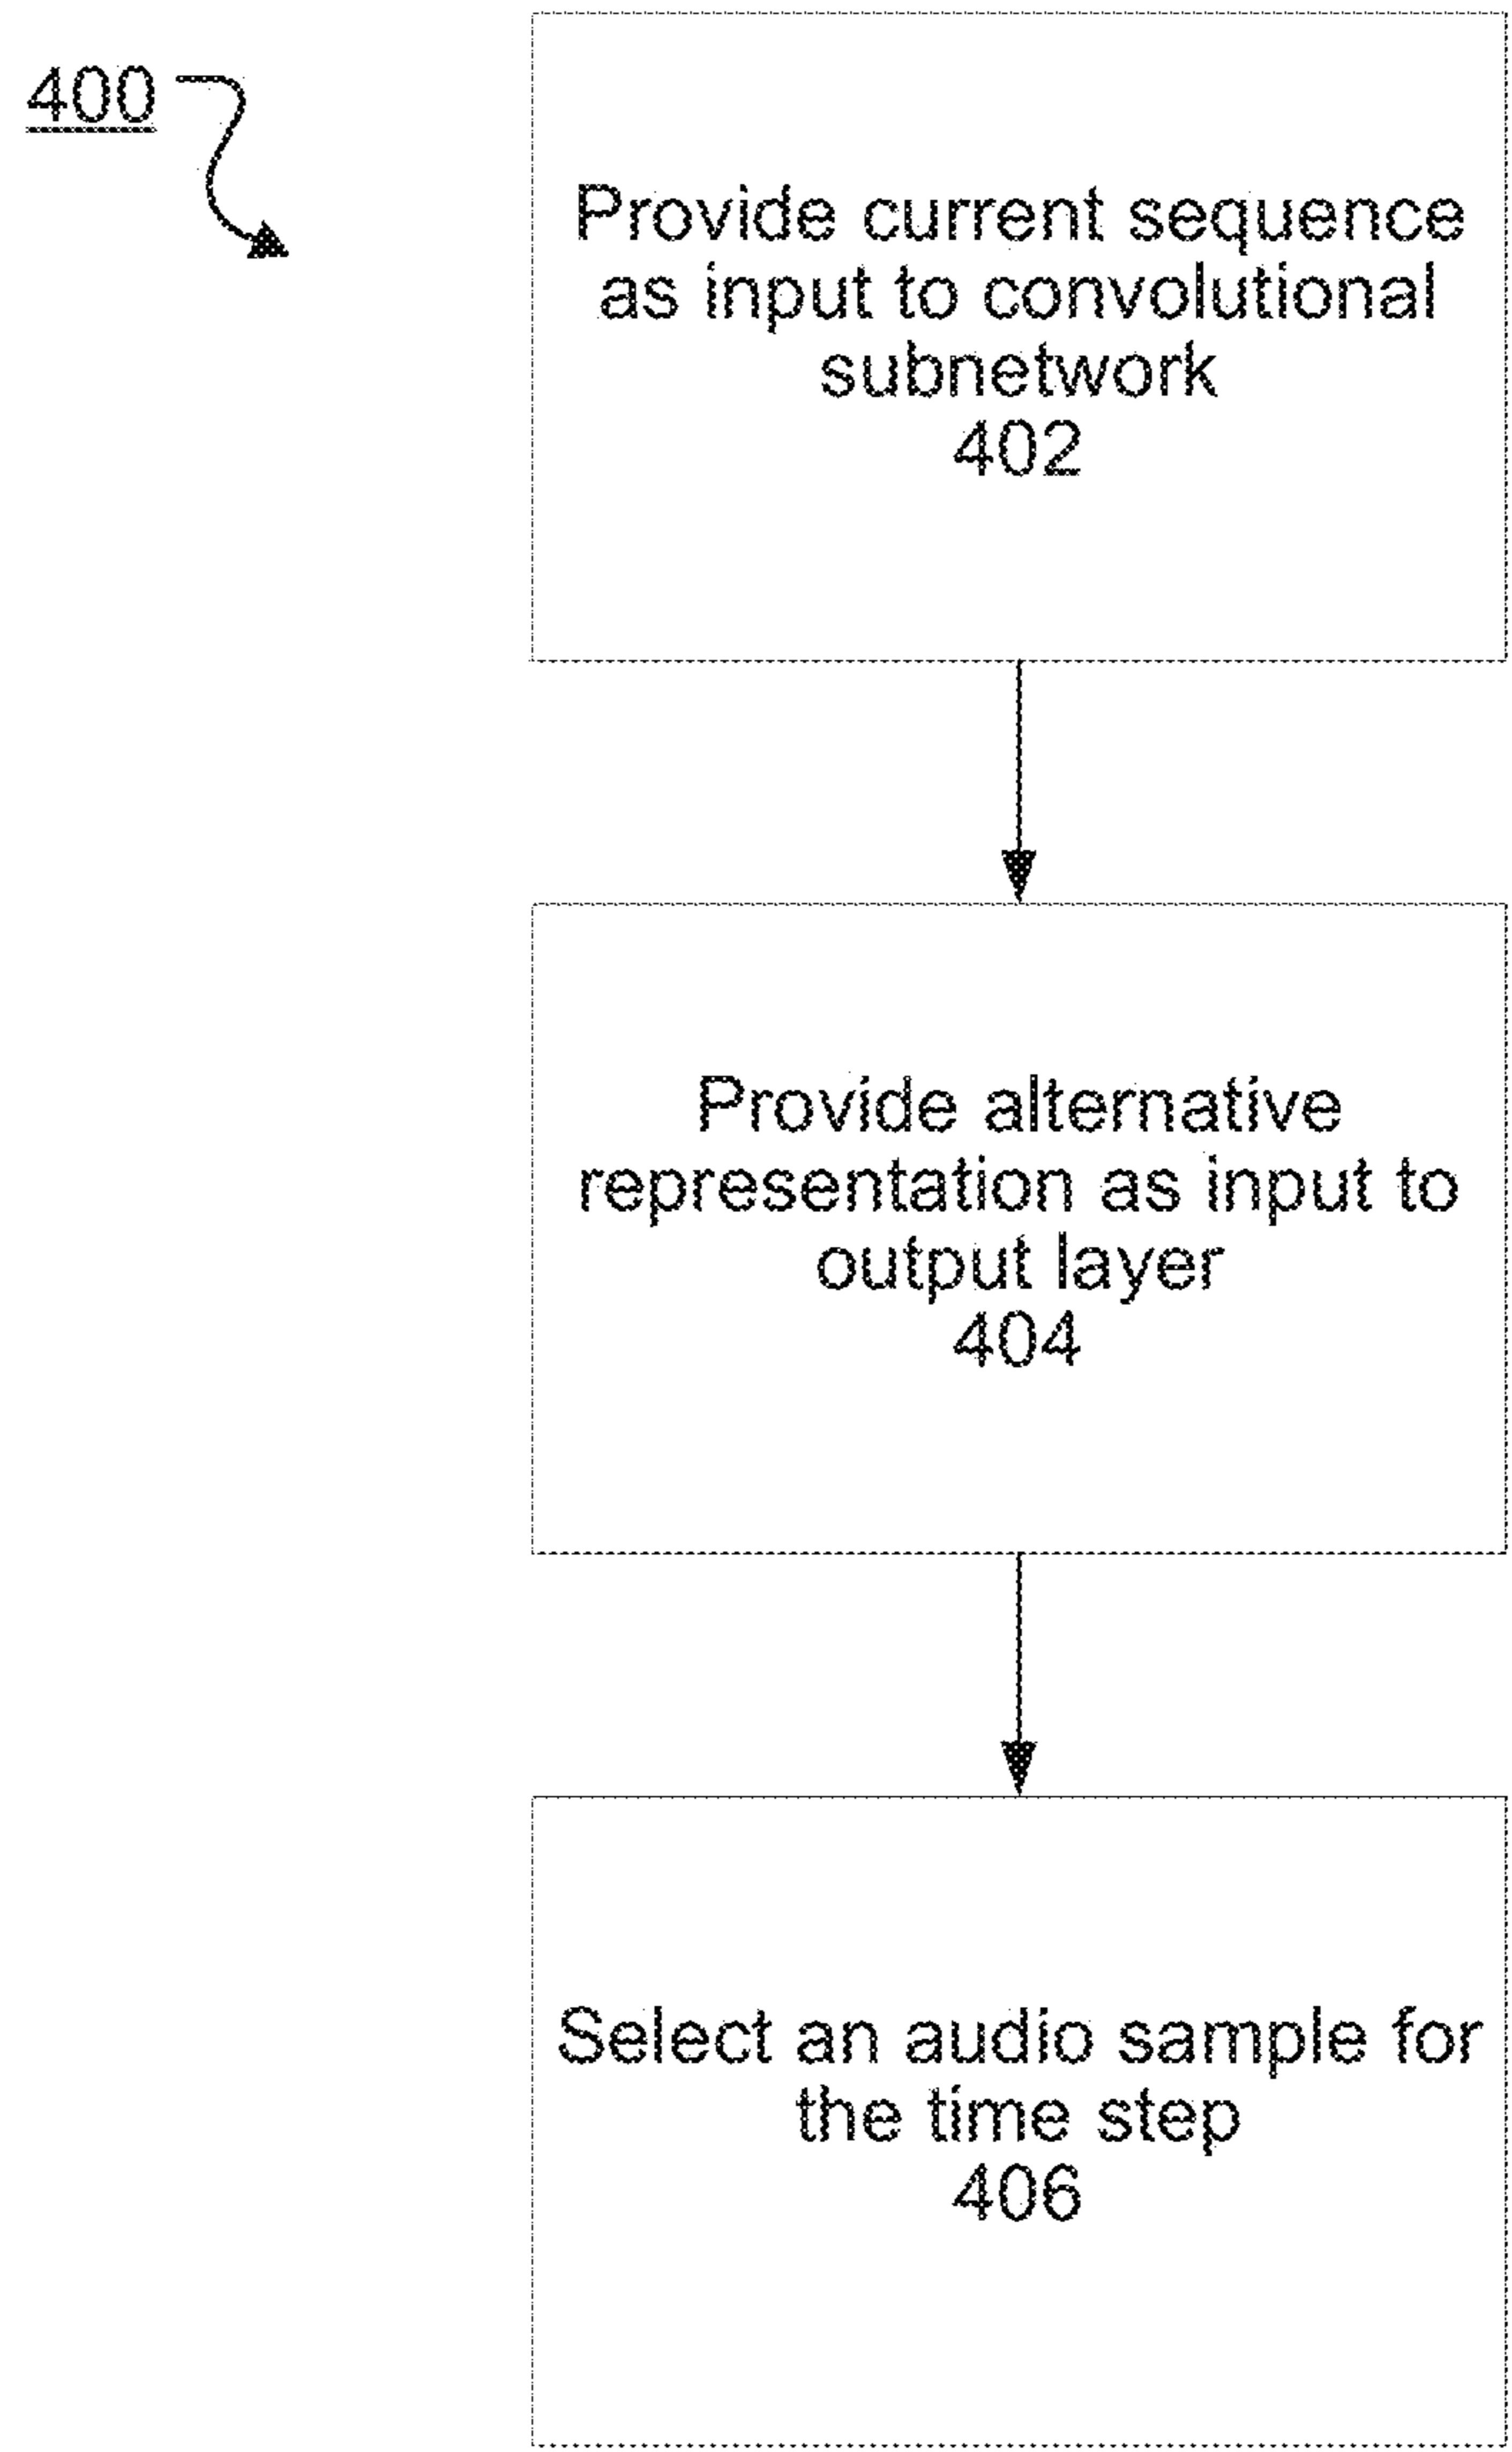 400
Provide current sequence
as input to convolutional
subnetwork
402
Provide alternative
representation as input to
output layer
404
Select an audio sample for
the time step
406